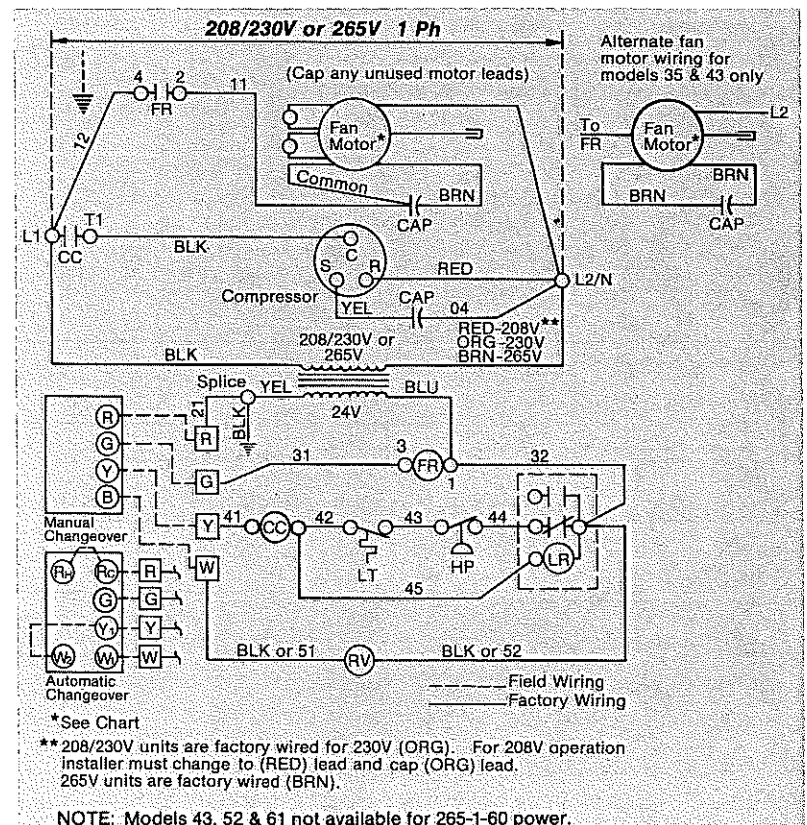 208/230V or 265V 1 Ph
Alternate fan
motor wiring for
models 35 & 43 only
(Cap any unused motor leads)
4
2
11
FR
12
Fan
Motor*
Common
BRN
CAP
To
FR
Fan
Motor*
L2
BRN
BRN
CAP
L1
T1
CC
BLK
C
S
R
RED
*
L2/N
Compressor
YEL
CAP
04
RED-208V**
ORG-230V
BRN-265V
208/230V or
265V
BLK
Splice
YEL
BLU
24V
21
BLK
R
G
Y
B
Manual
Changeover
R
G
Y
W
31
3
FR
1
32
41
CC
42
LT
43
HP
44
LR
45
RH
RC
R
G
G
Y1
Y
W2
W1
W
Automatic
Changeover
BLK or 51
RV
BLK or 52
Field Wiring
Factory Wiring
*See Chart
**208/230V units are factory wired for 230V (ORG). For 208V operation
installer must change to (RED) lead and cap (ORG) lead.
265V units are factory wired (BRN).
NOTE: Models 43, 52 & 61 not available for 265-1-60 power.